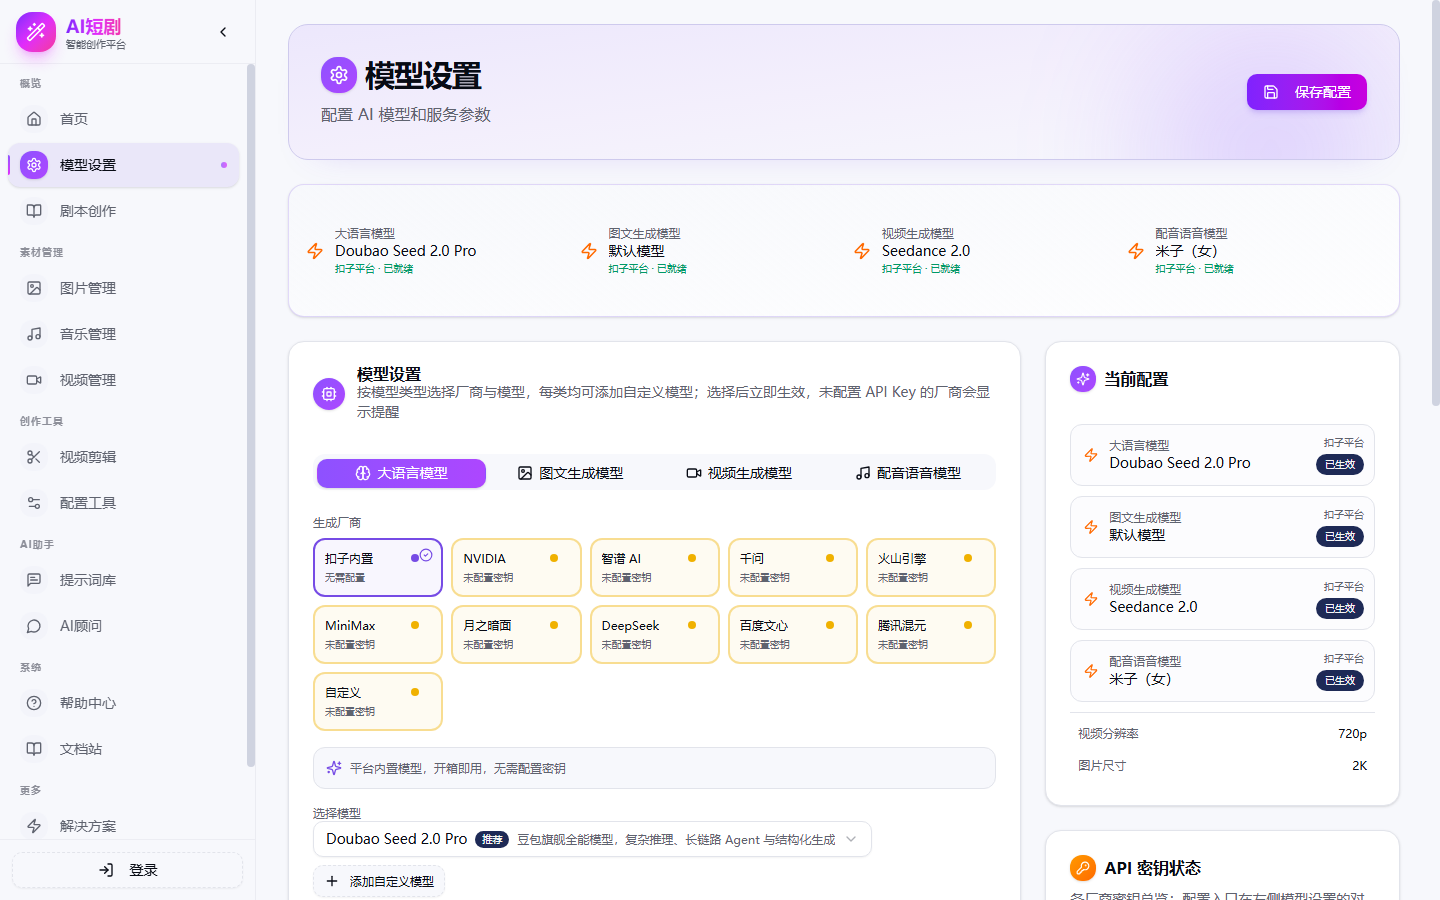 AI短剧
智能创作平台
概览
首页
模型设置
剧本创作
素材管理
图片管理
音乐管理
视频管理
创作工具
视频剪辑
配置工具
AI助手
提示词库
AI顾问
系统
帮助中心
文档站
更多
解决方案
登录
模型设置
配置 AI 模型和服务参数
保存配置
大语言模型
Doubao Seed 2.0 Pro
扣子平台 · 已就绪
图文生成模型
默认模型
扣子平台 · 已就绪
视频生成模型
Seedance 2.0
扣子平台 · 已就绪
配音语音模型
米子（女）
扣子平台 · 已就绪
模型设置
按模型类型选择厂商与模型，每类均可添加自定义模型；选择后立即生效，未配置 API Key 的厂商会显
示提醒
大语言模型
图文生成模型
视频生成模型
配音语音模型
生成厂商
扣子内置
无需配置
NVIDIA
未配置密钥
智谱 AI
未配置密钥
千问
未配置密钥
火山引擎
未配置密钥
MiniMax
未配置密钥
月之暗面
未配置密钥
DeepSeek
未配置密钥
百度文心
未配置密钥
腾讯混元
未配置密钥
自定义
未配置密钥
平台内置模型，开箱即用，无需配置密钥
选择模型
Doubao Seed 2.0 Pro 推荐 豆包旗舰全能模型，复杂推理、长链路 Agent 与结构化生成
添加自定义模型
当前配置
大语言模型
Doubao Seed 2.0 Pro
扣子平台
已生效
图文生成模型
默认模型
扣子平台
已生效
视频生成模型
Seedance 2.0
扣子平台
已生效
配音语音模型
米子（女）
扣子平台
已生效
视频分辨率 720p
图片尺寸 2K
API 密钥状态
各厂商密钥总览；配置入口在左侧模型设置的对